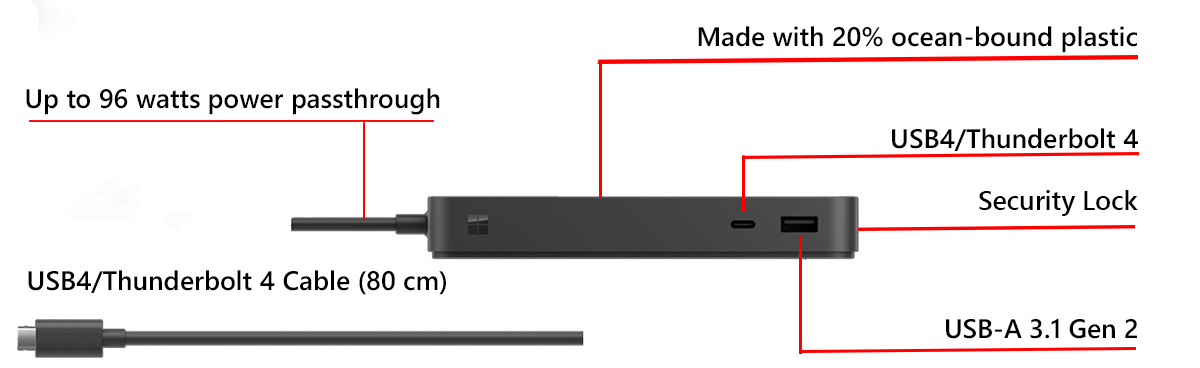 Made with 20% ocean-bound plastic
Up to 96 watts power passthrough
USB4/Thunderbolt 4
Security Lock
USB4/Thunderbolt 4 Cable (80 cm)
USB-A 3.1 Gen 2